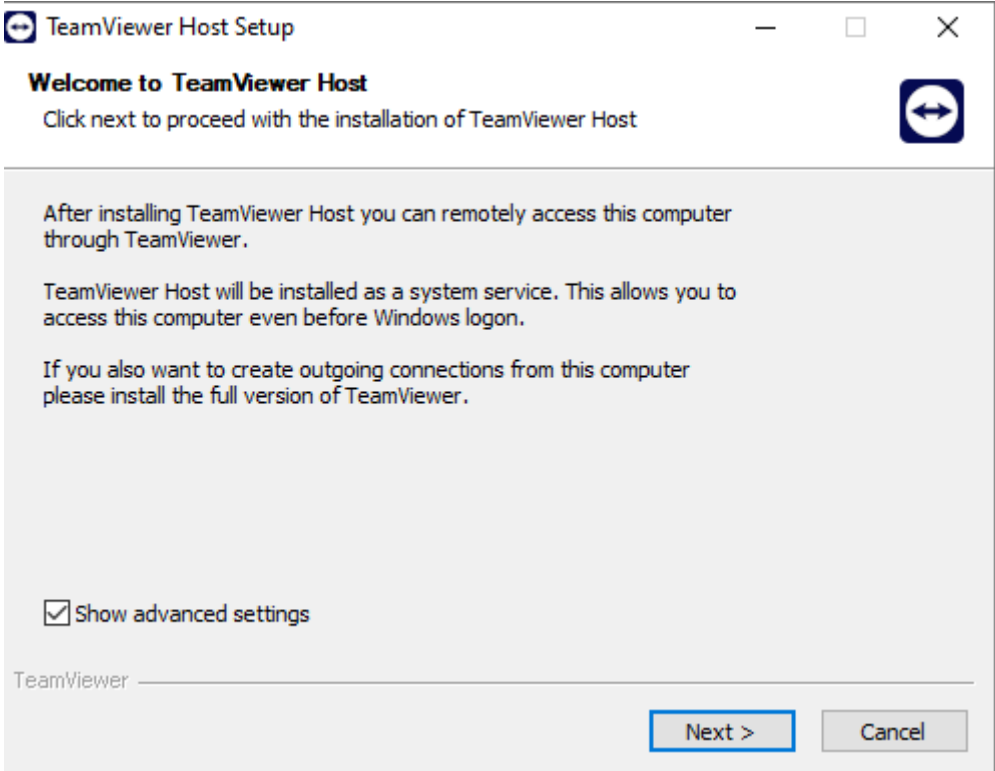 TeamViewer Host Setup
Welcome to TeamViewer Host
Click next to proceed with the installation of TeamViewer Host
After installing TeamViewer Host you can remotely access this computer
through TeamViewer.
TeamViewer Host will be installed as a system service. This allows you to
access this computer even before Windows logon.
If you also want to create outgoing connections from this computer
please install the full version of TeamViewer.
Show advanced settings
TeamViewer
Next >
Cancel